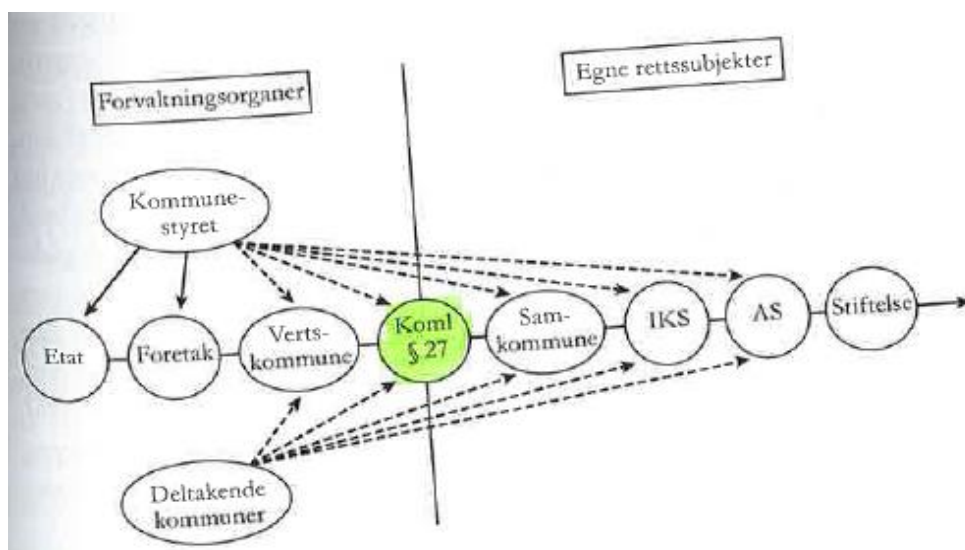 Forvaltningsorganer
Egne rettssubjekter
Kommune-
styret
Etat
Foretak
Verts-
kommune
Koml
§ 27
Sam-
kommune
IKS
AS
Stiftelse
Deltakende
kommuner